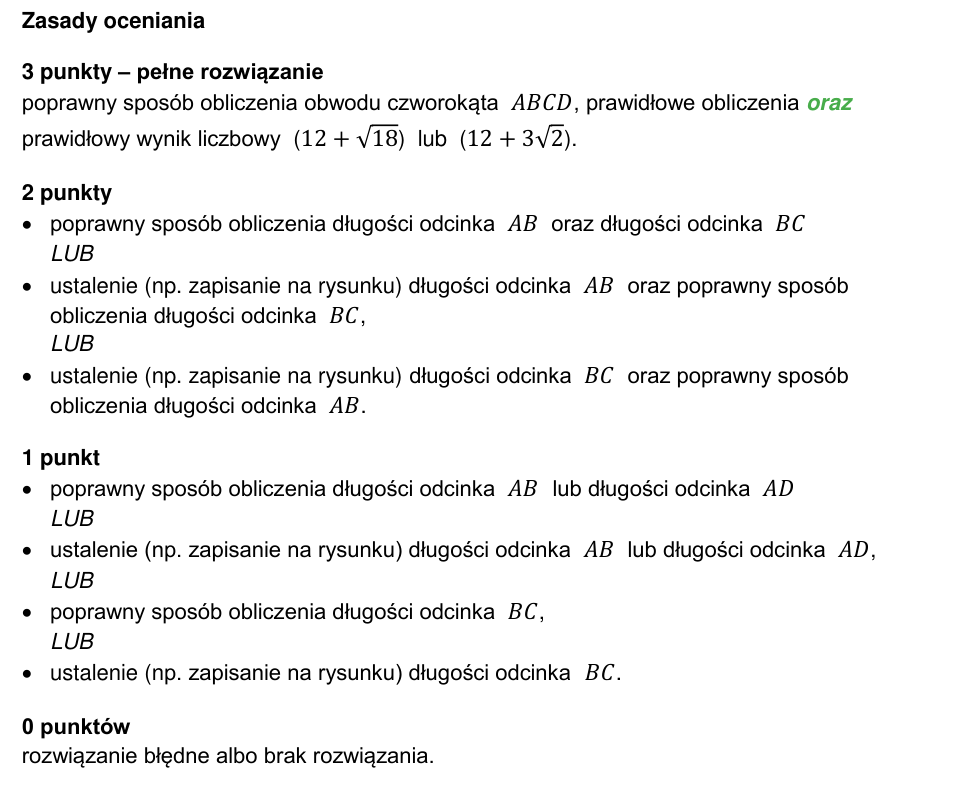 Zasady oceniania
3 punkty – pełne rozwiązanie
poprawny sposób obliczenia obwodu czworokąta ABCD, prawidłowe obliczenia oraz
prawidłowy wynik liczbowy (12 + √18) lub (12 + 3√2).
2 punkty
• poprawny sposób obliczenia długości odcinka AB oraz długości odcinka BC
LUB
• ustalenie (np. zapisanie na rysunku) długości odcinka AB oraz poprawny sposób
obliczenia długości odcinka BC,
LUB
• ustalenie (np. zapisanie na rysunku) długości odcinka BC oraz poprawny sposób
obliczenia długości odcinka AB.
1 punkt
• poprawny sposób obliczenia długości odcinka AB lub długości odcinka AD
LUB
• ustalenie (np. zapisanie na rysunku) długości odcinka AB lub długości odcinka AD,
LUB
• poprawny sposób obliczenia długości odcinka BC,
LUB
• ustalenie (np. zapisanie na rysunku) długości odcinka BC.
0 punktów
rozwiązanie błędne albo brak rozwiązania.